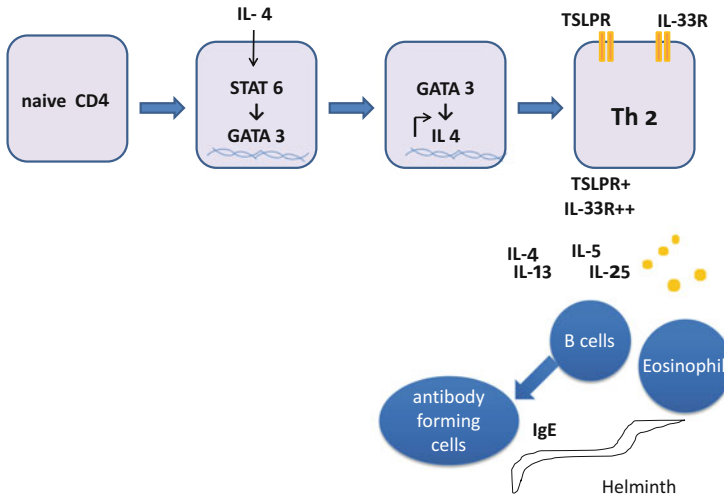 IL- 4
TSLPR
IL-33R
naive CD4
STAT 6
GATA 3
GATA 3
IL 4
Th 2
TSLPR+
IL-33R++
IL-4
IL-13
IL-5
IL-25
B cells
Eosinophil
antibody
forming
cells
IgE
Helminth